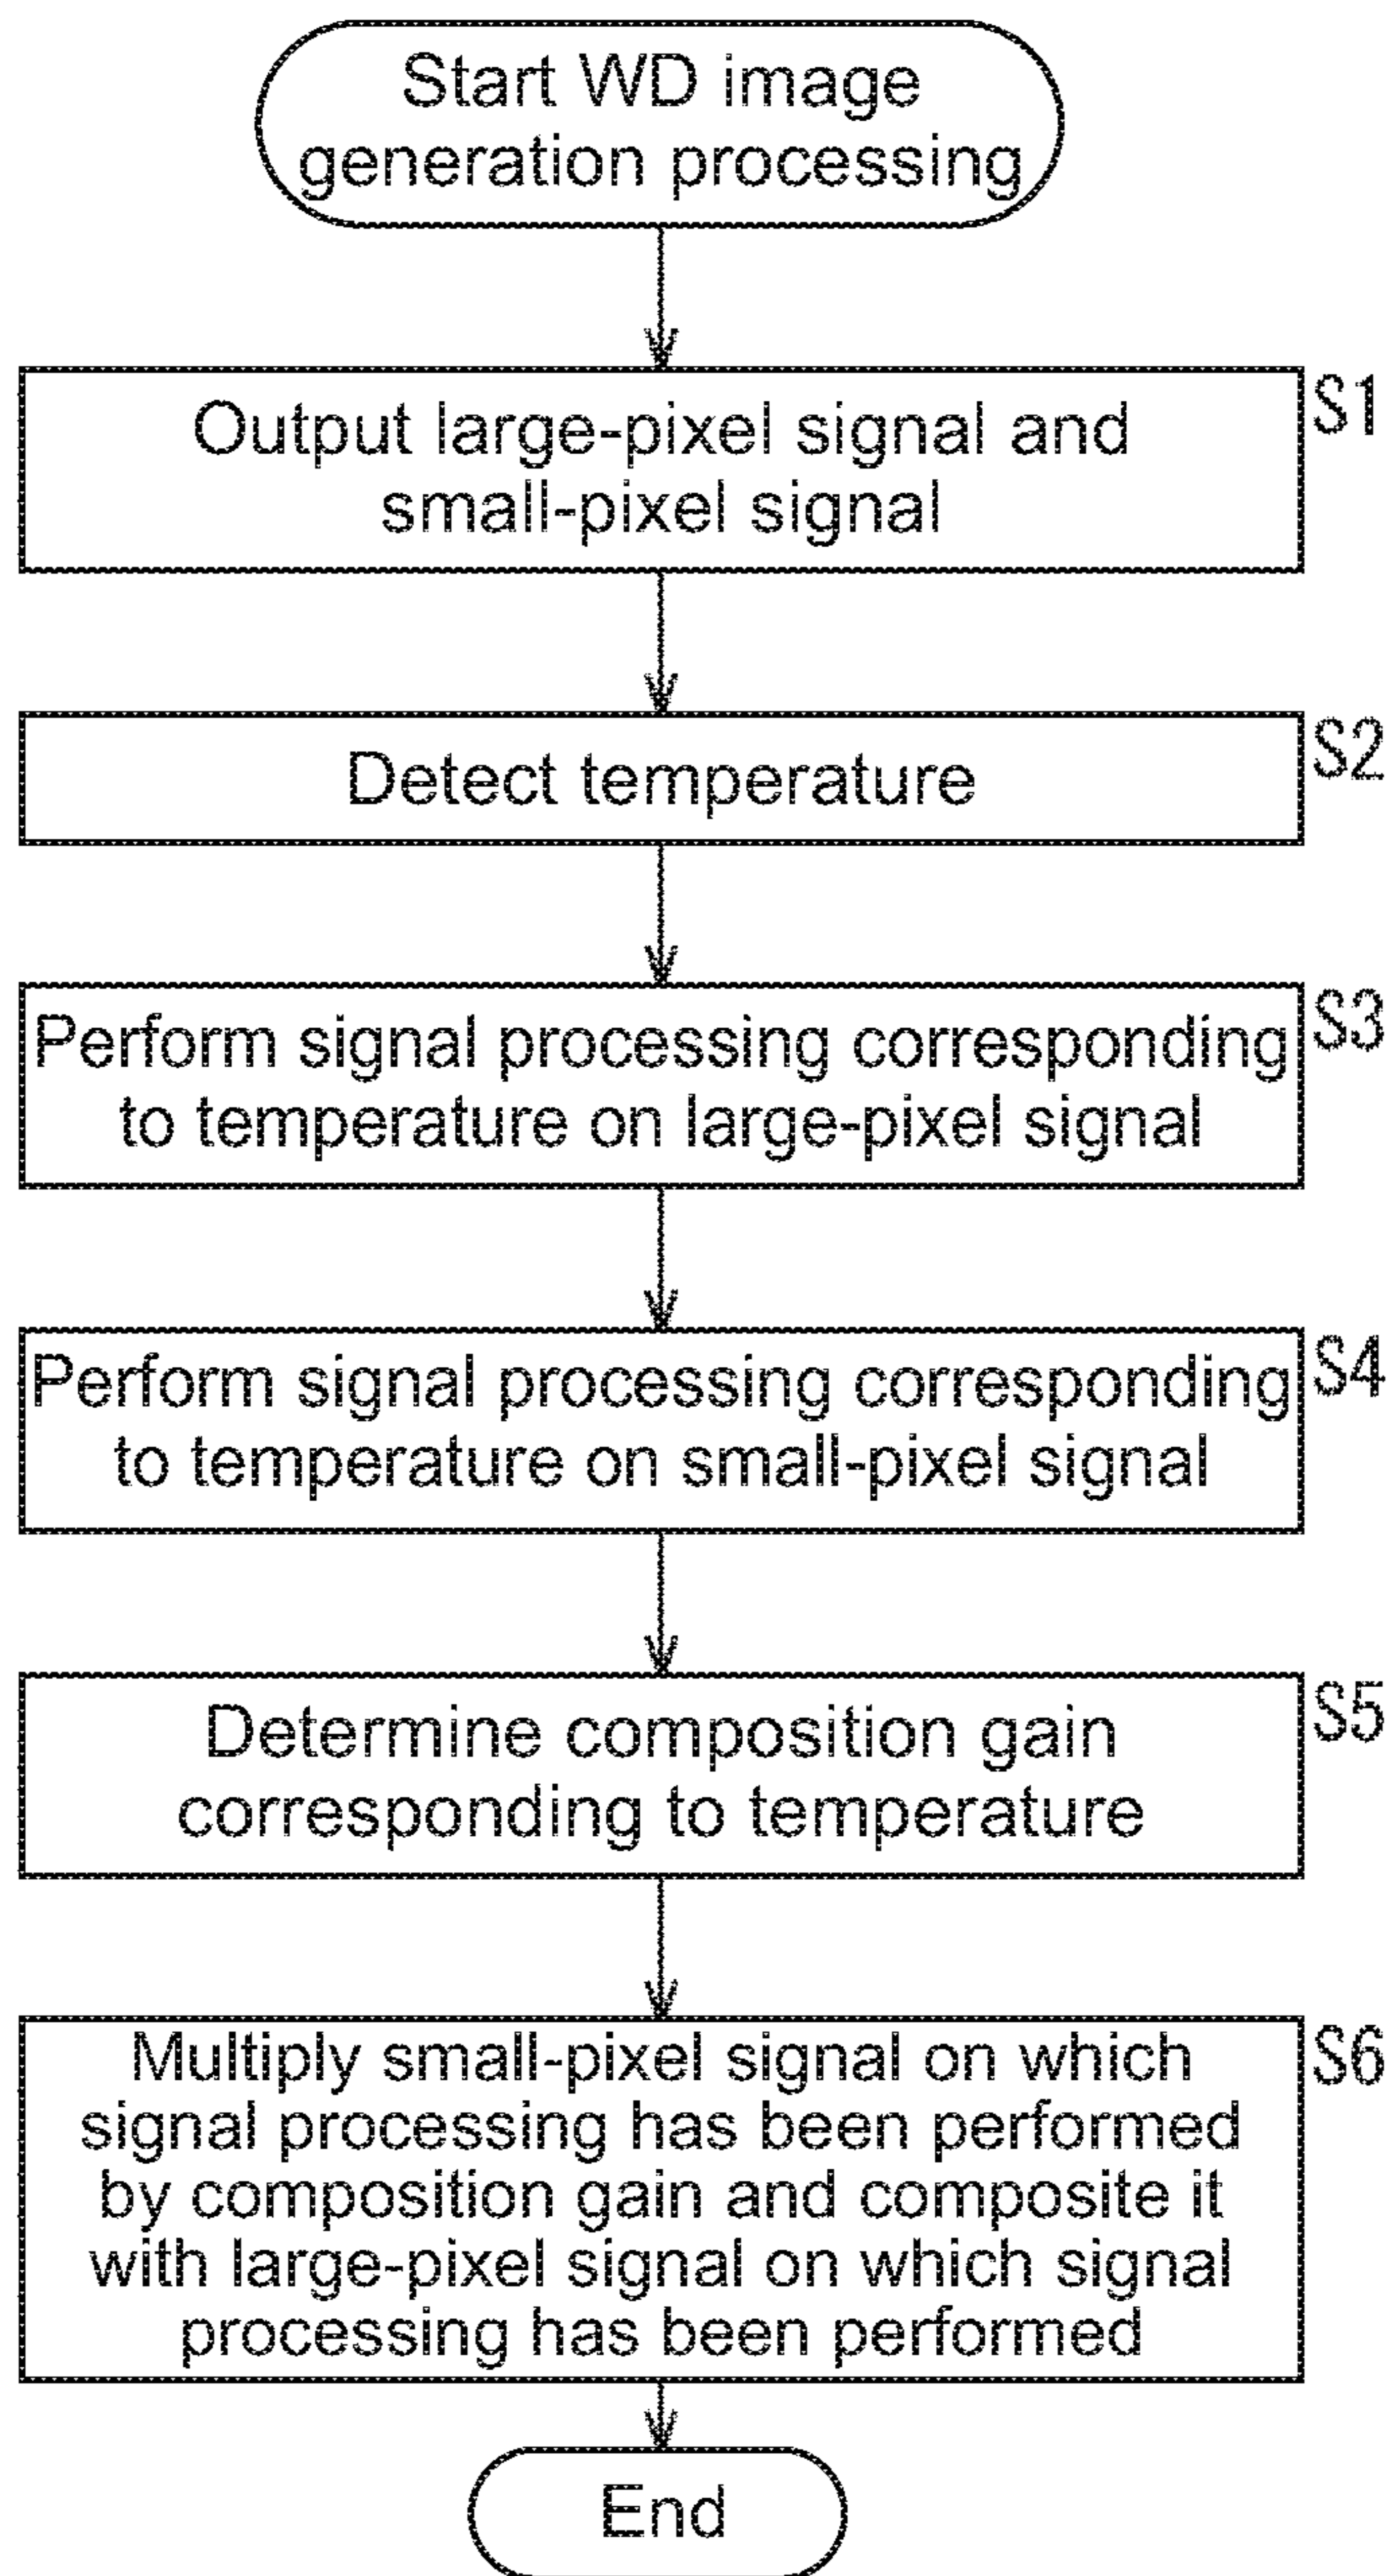 Start WD image
generation processing
Output large-pixel signal and
small-pixel signal
S1
Detect temperature
S2
Perform signal processing corresponding
to temperature on large-pixel signal
S3
Perform signal processing corresponding
to temperature on small-pixel signal
S4
Determine composition gain
corresponding to temperature
S5
Multiply small-pixel signal on which
signal processing has been performed
by composition gain and composite it
with large-pixel signal on which signal
processing has been performed
S6
End